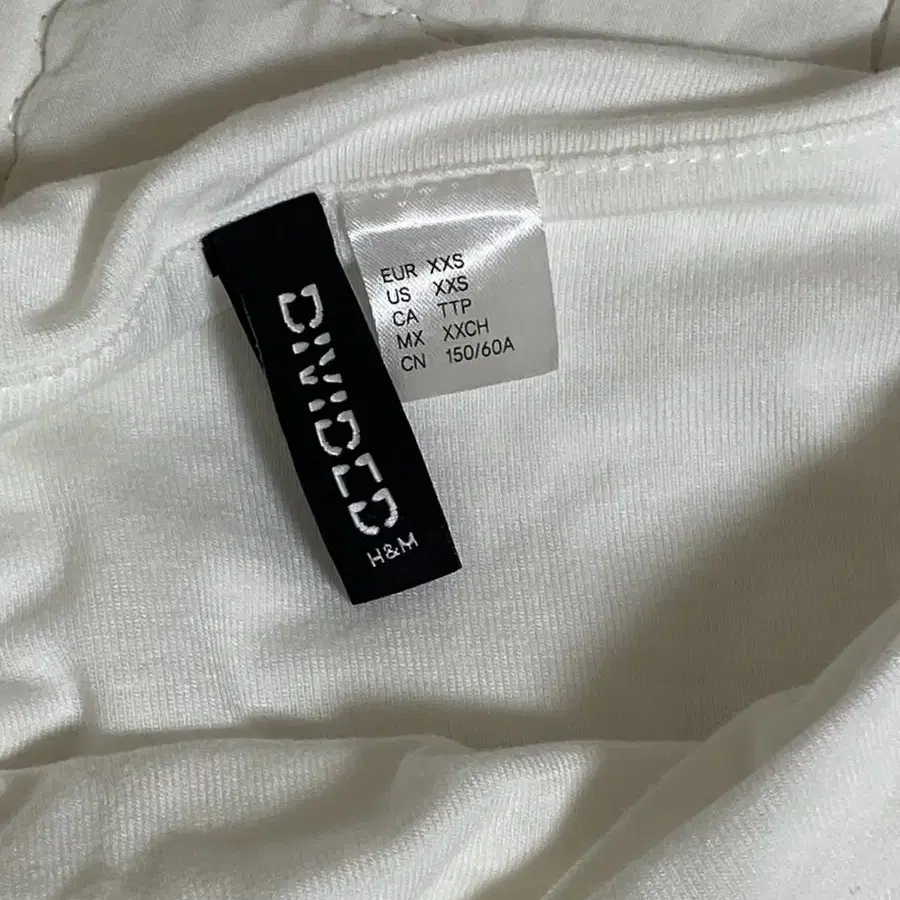 DIVIDED
H&M
EUR XXS
US XXS
CA TTP
MX XXCH
CN 150/60A